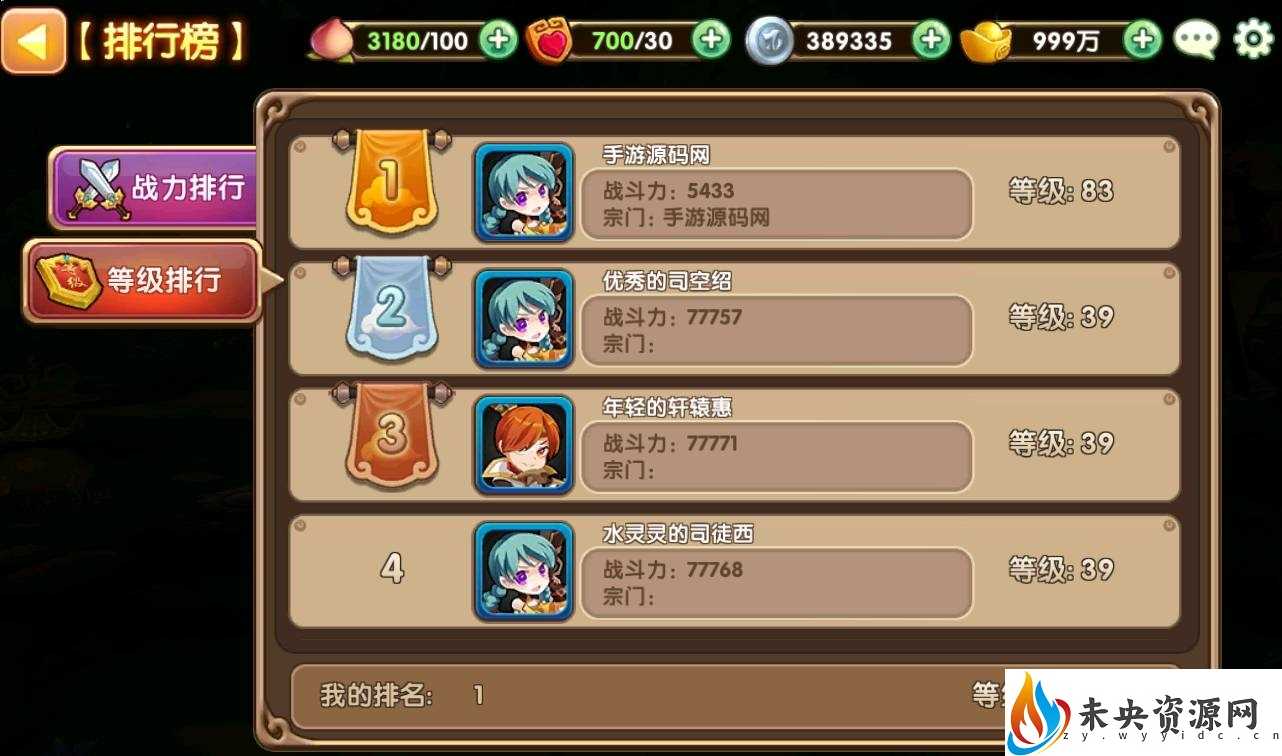 【排行榜】
3180/100
700/30
389335
999万
战力排行
等级排行
1
手游源码网
战斗力: 5433
宗门: 手游源码网
等级: 83
2
优秀的司空绍
战斗力: 77757
宗门:
等级: 39
3
年轻的轩辕惠
战斗力: 77771
宗门:
等级: 39
4
水灵灵的司徒西
战斗力: 77768
宗门:
等级: 39
我的排名: 1
等
未央资源网
zy.wyyidc.cn